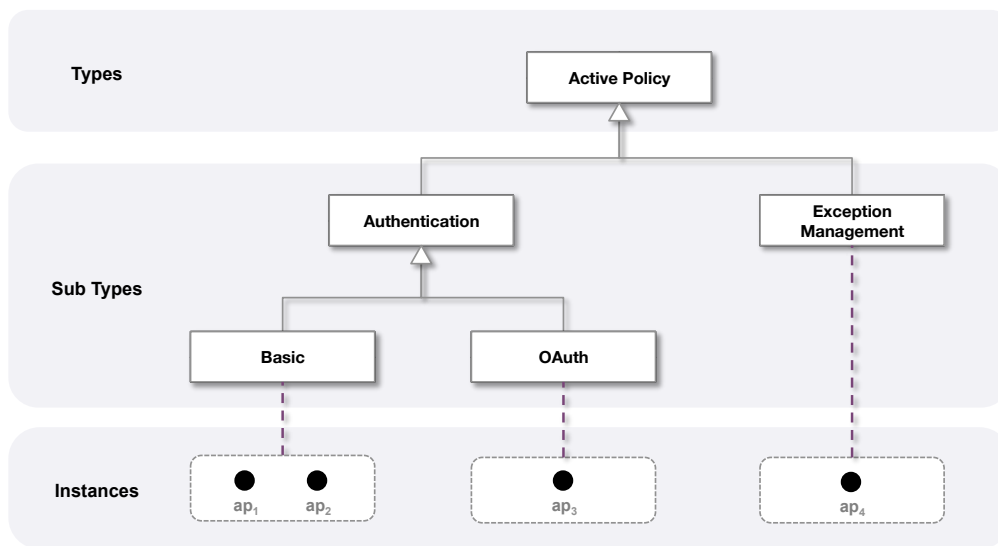 Types
Active Policy
Authentication
Exception
Management
Sub Types
Basic
OAuth
Instances
ap₁
ap₂
ap₃
ap₄